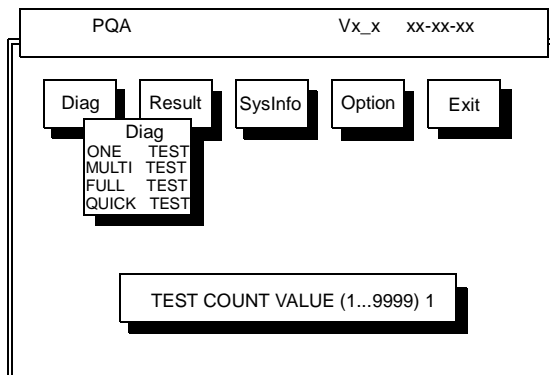 PQA Vx_x xx-xx-xx
Diag Result SysInfo Option Exit
Diag
ONE TEST
MULTI TEST
FULL TEST
QUICK TEST
TEST COUNT VALUE (1...9999) 1